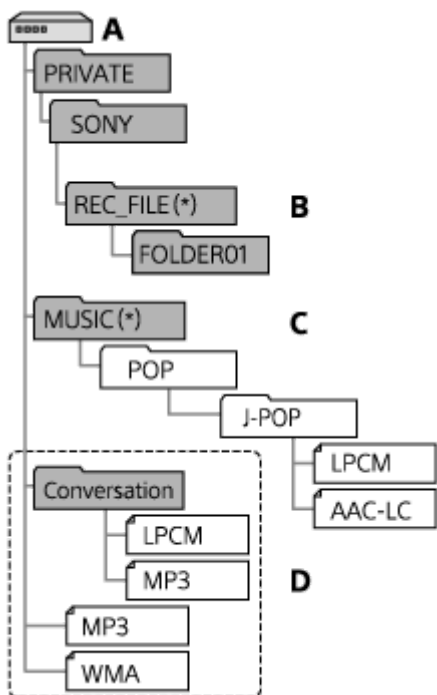 A
PRIVATE
SONY
REC_FILE(*)
B
FOLDER01
MUSIC(*)
C
POP
J-POP
LPCM
AAC-LC
Conversation
LPCM
MP3
D
MP3
WMA